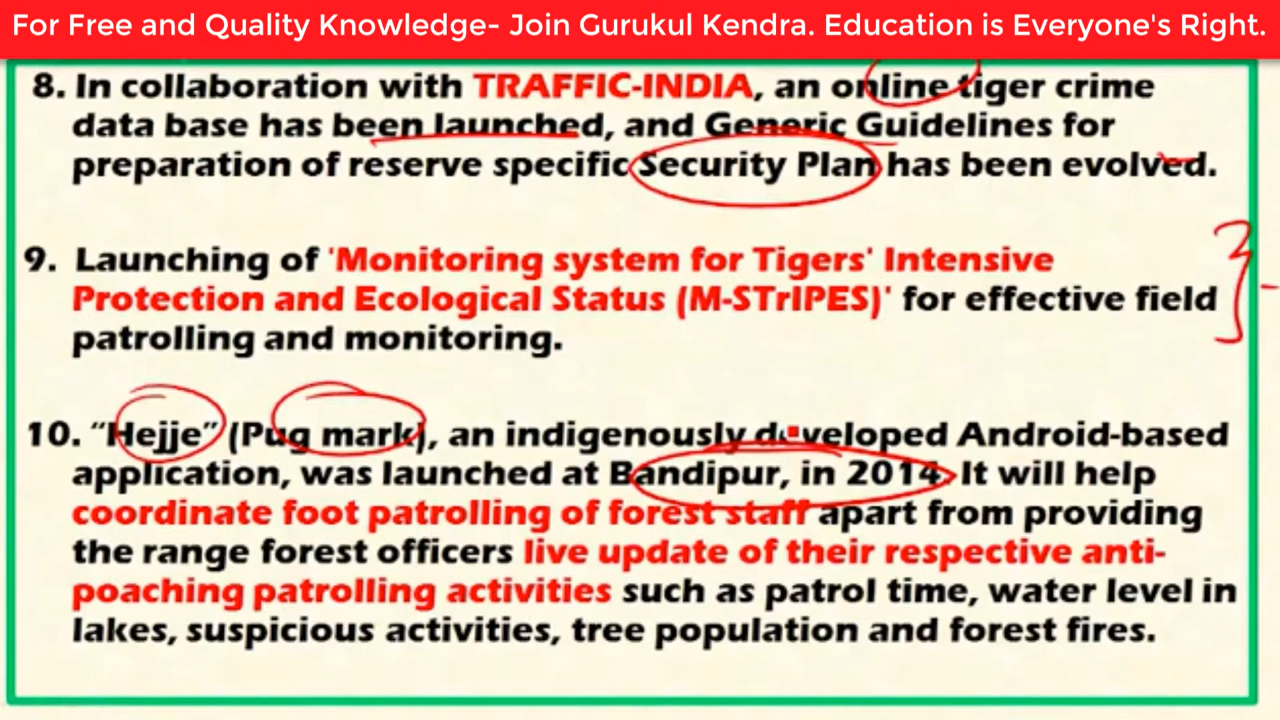 For Free and Quality Knowledge- Join Gurukul Kendra. Education is Everyone's Right.
8. In collaboration with TRAFFIC-INDIA, an online tiger crime
data base has been launched, and Generic Guidelines for
preparation of reserve specific Security Plan has been evolved.
9. Launching of 'Monitoring system for Tigers' Intensive
Protection and Ecological Status (M-STrIPES)' for effective field
patrolling and monitoring.
10. “Hejje” (Pug mark), an indigenously developed Android-based
application, was launched at Bandipur, in 2014. It will help
coordinate foot patrolling of forest staff apart from providing
the range forest officers live update of their respective anti-
poaching patrolling activities such as patrol time, water level in
lakes, suspicious activities, tree population and forest fires.